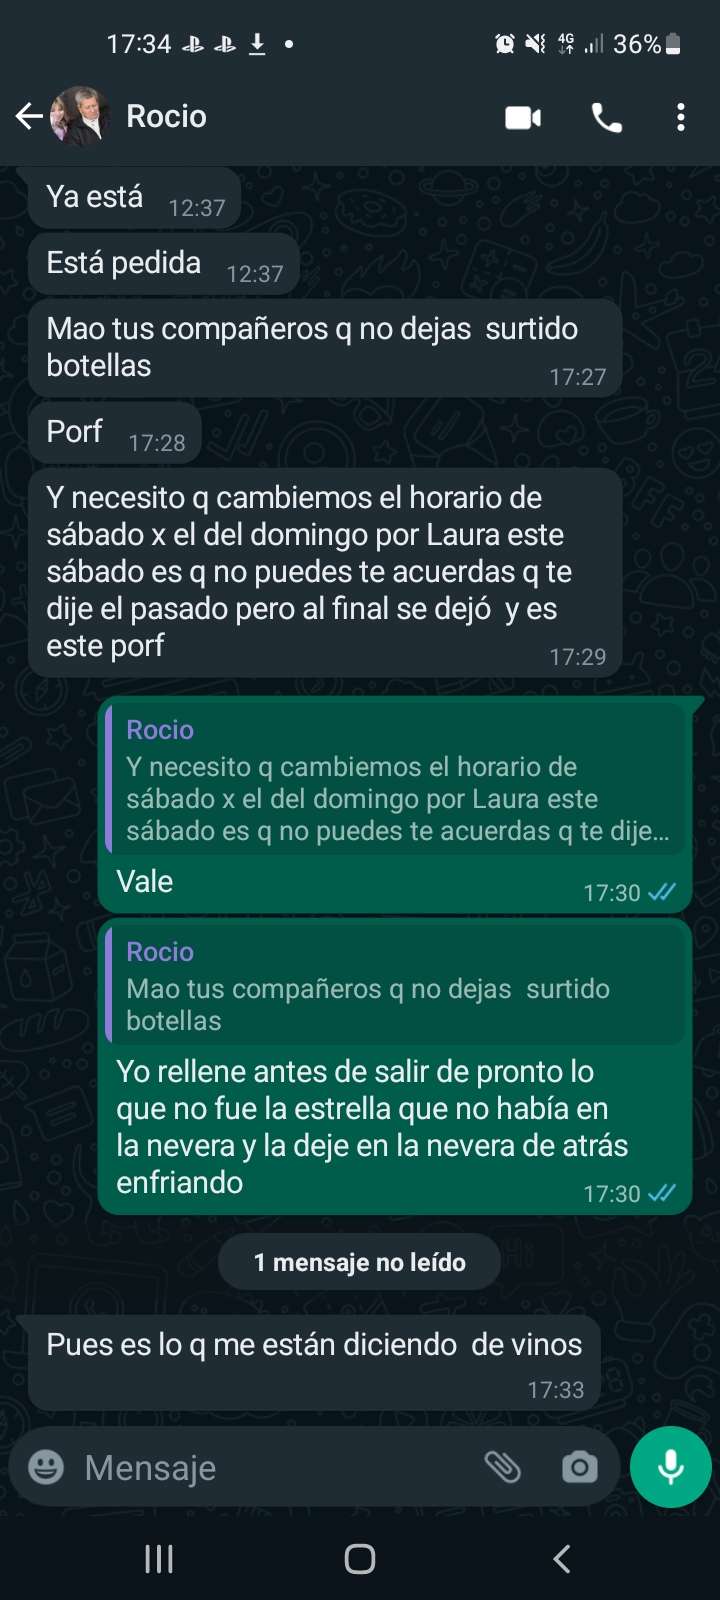 17:34
4G
36%
Rocio
Ya está 12:37
Está pedida 12:37
Mao tus compañeros q no dejas  surtido
botellas
17:27
Porf 17:28
Y necesito q cambiemos el horario de
sábado x el del domingo por Laura este
sábado es q no puedes te acuerdas q te
dije el pasado pero al final se dejó  y es
este porf
17:29
Rocio
Y necesito q cambiemos el horario de
sábado x el del domingo por Laura este
sábado es q no puedes te acuerdas q te dije...
Vale
17:30
Rocio
Mao tus compañeros q no dejas  surtido
botellas
Yo rellene antes de salir de pronto lo
que no fue la estrella que no había en
la nevera y la deje en la nevera de atrás
enfriando
17:30
1 mensaje no leído
Pues es lo q me están diciendo  de vinos
17:33
Mensaje